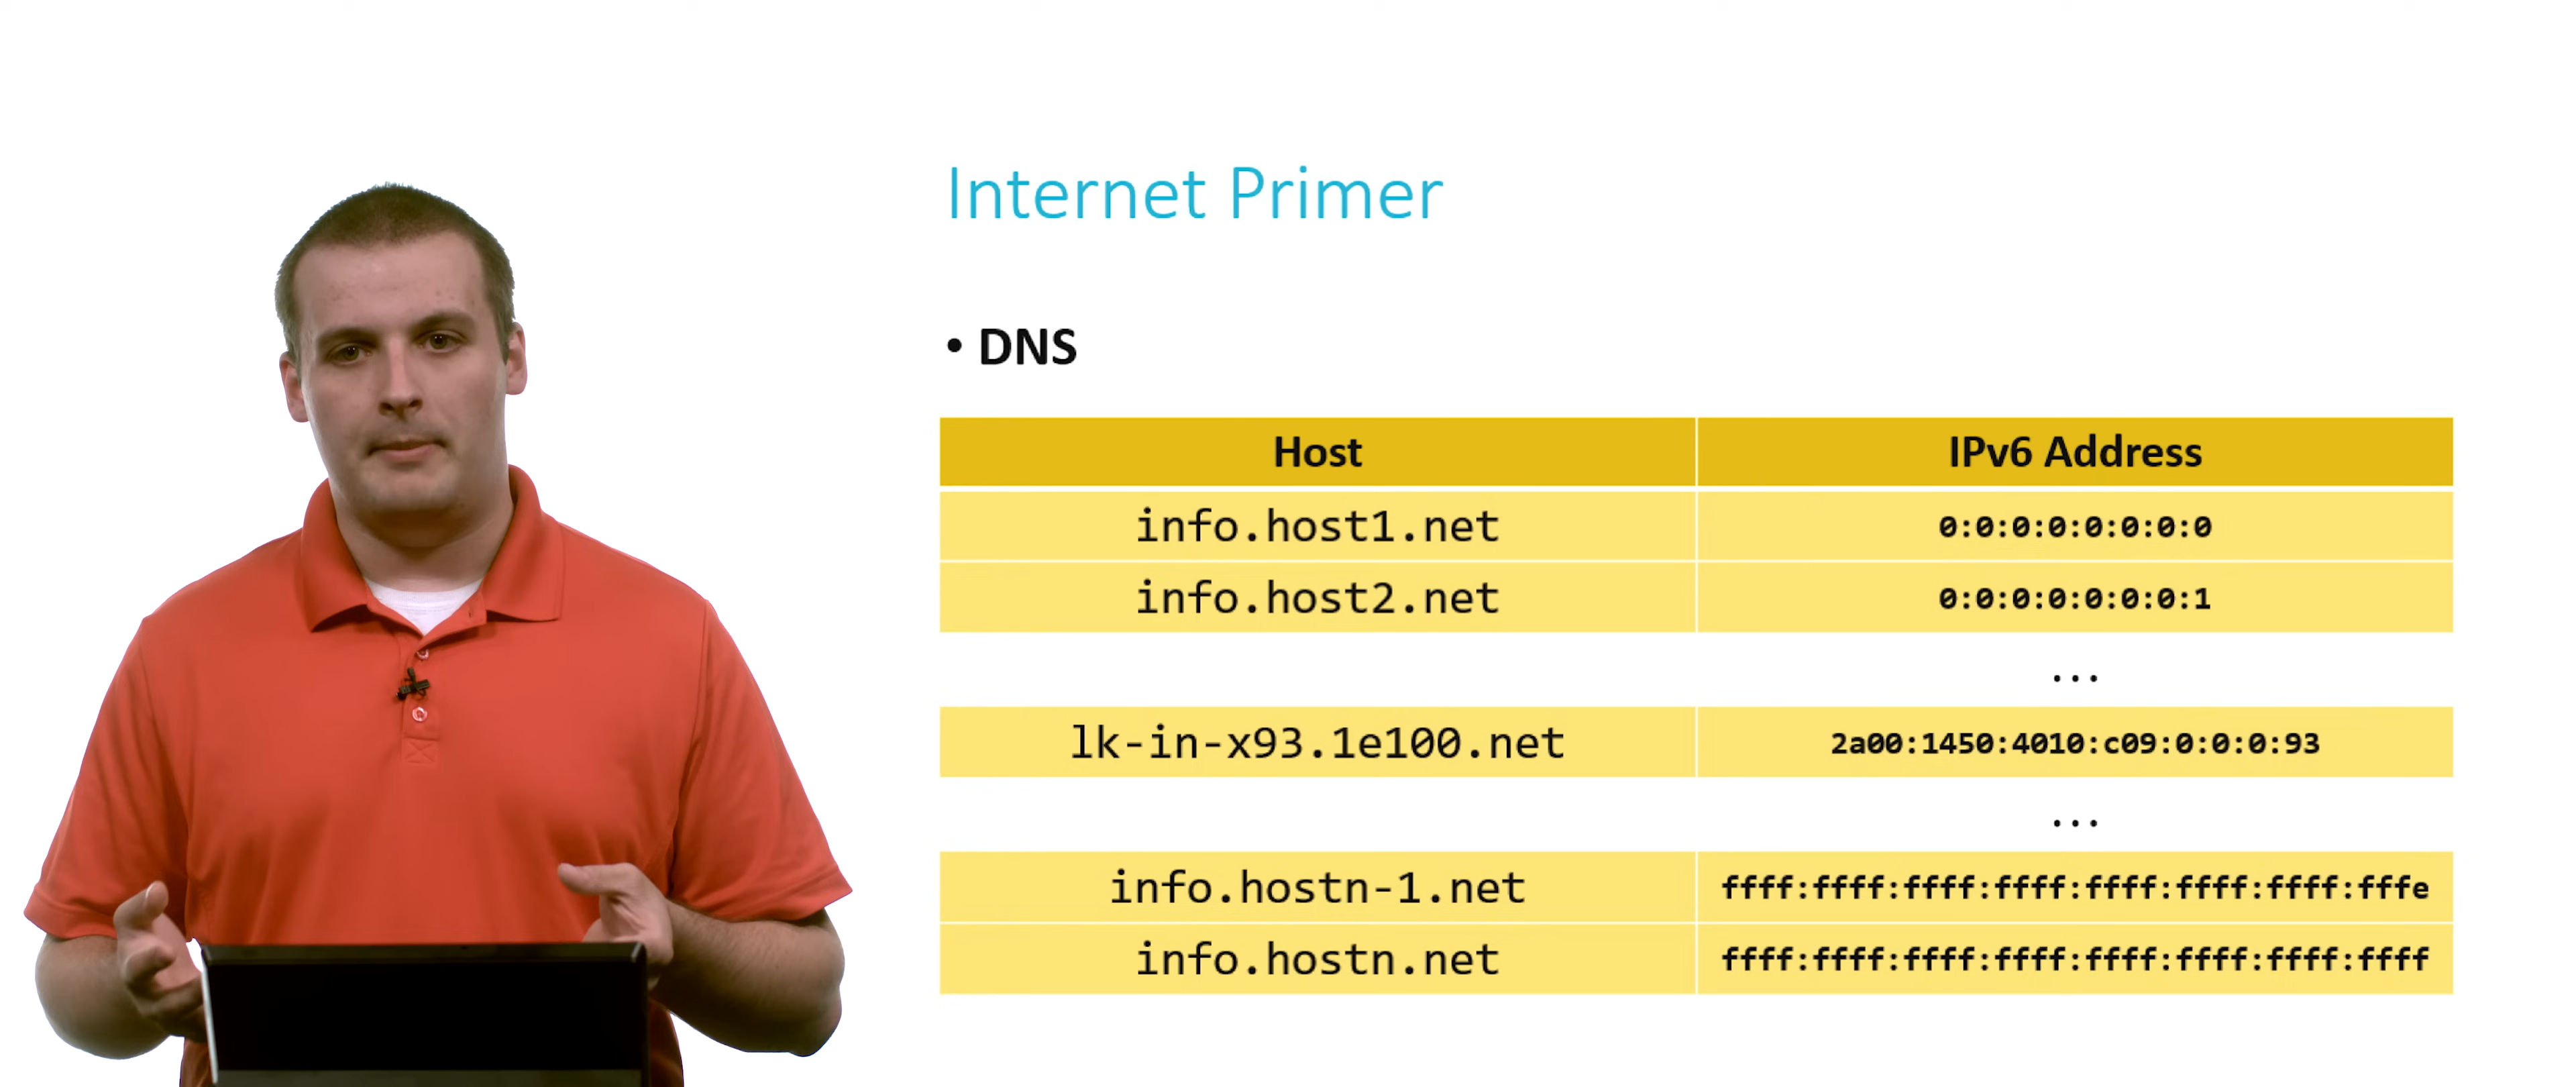 Internet Primer
• DNS
Host IPv6 Address
info.host1.net 0:0:0:0:0:0:0:0
info.host2.net 0:0:0:0:0:0:0:1
...
lk-in-x93.1e100.net 2a00:1450:4010:c09:0:0:0:93
...
info.hostn-1.net ffff:ffff:ffff:ffff:ffff:ffff:ffff:fffe
info.hostn.net ffff:ffff:ffff:ffff:ffff:ffff:ffff:ffff